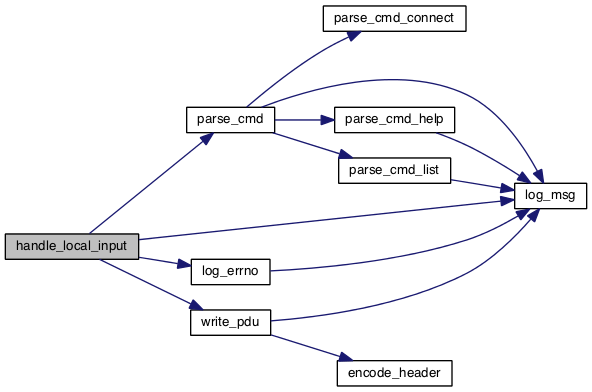 parse_cmd_connect
parse_cmd
parse_cmd_help
parse_cmd_list
log_msg
handle_local_input
log_errno
write_pdu
encode_header